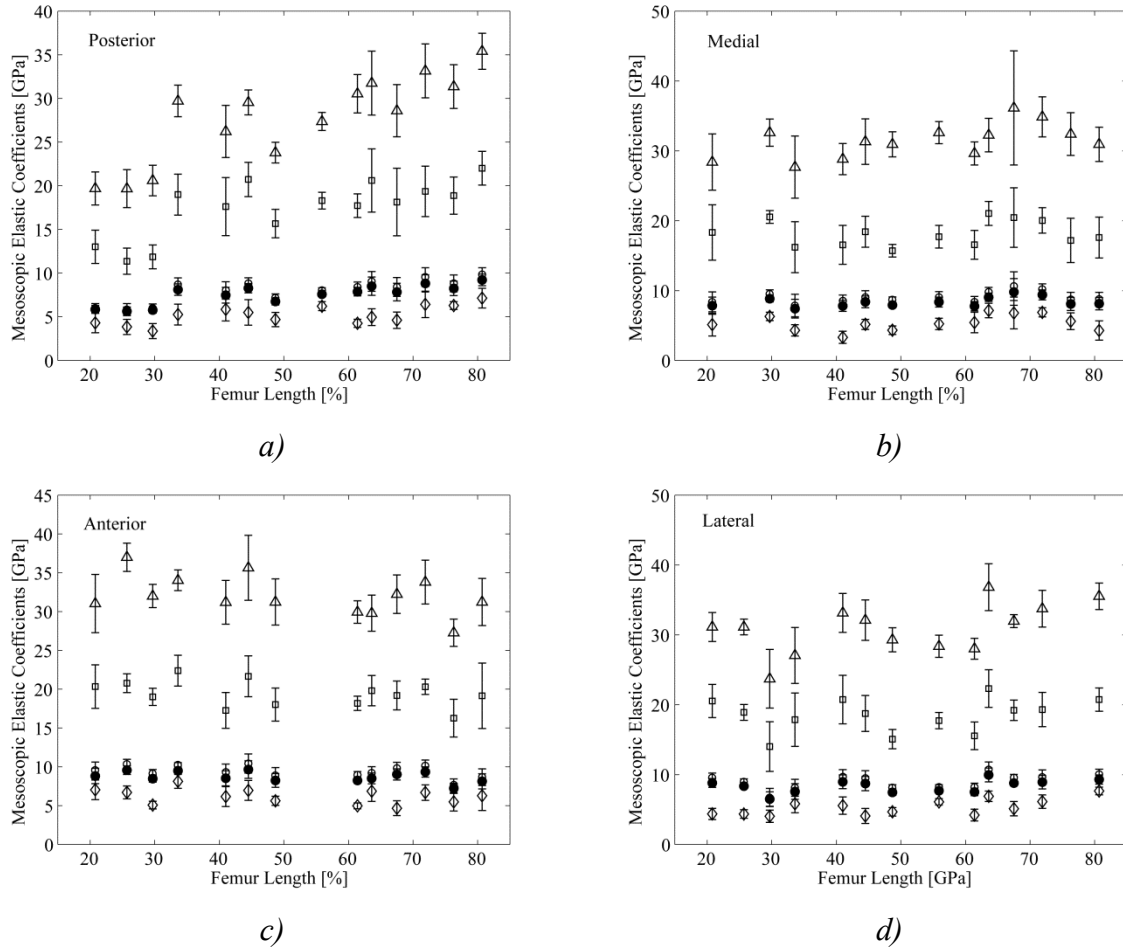 Mesoscopic Elastic Coefficients [GPa]
Posterior
40
35
30
25
20
15
10
5
0
20 30 40 50 60 70 80
Femur Length [%]
a)
Mesoscopic Elastic Coefficients [GPa]
Medial
50
40
30
20
10
0
20 30 40 50 60 70 80
Femur Length [%]
b)
Mesoscopic Elastic Coefficients [GPa]
Anterior
45
40
35
30
25
20
15
10
5
0
20 30 40 50 60 70 80
Femur Length [%]
c)
Mesoscopic Elastic Coefficients [GPa]
Lateral
50
40
30
20
10
0
20 30 40 50 60 70 80
Femur Length [GPa]
d)